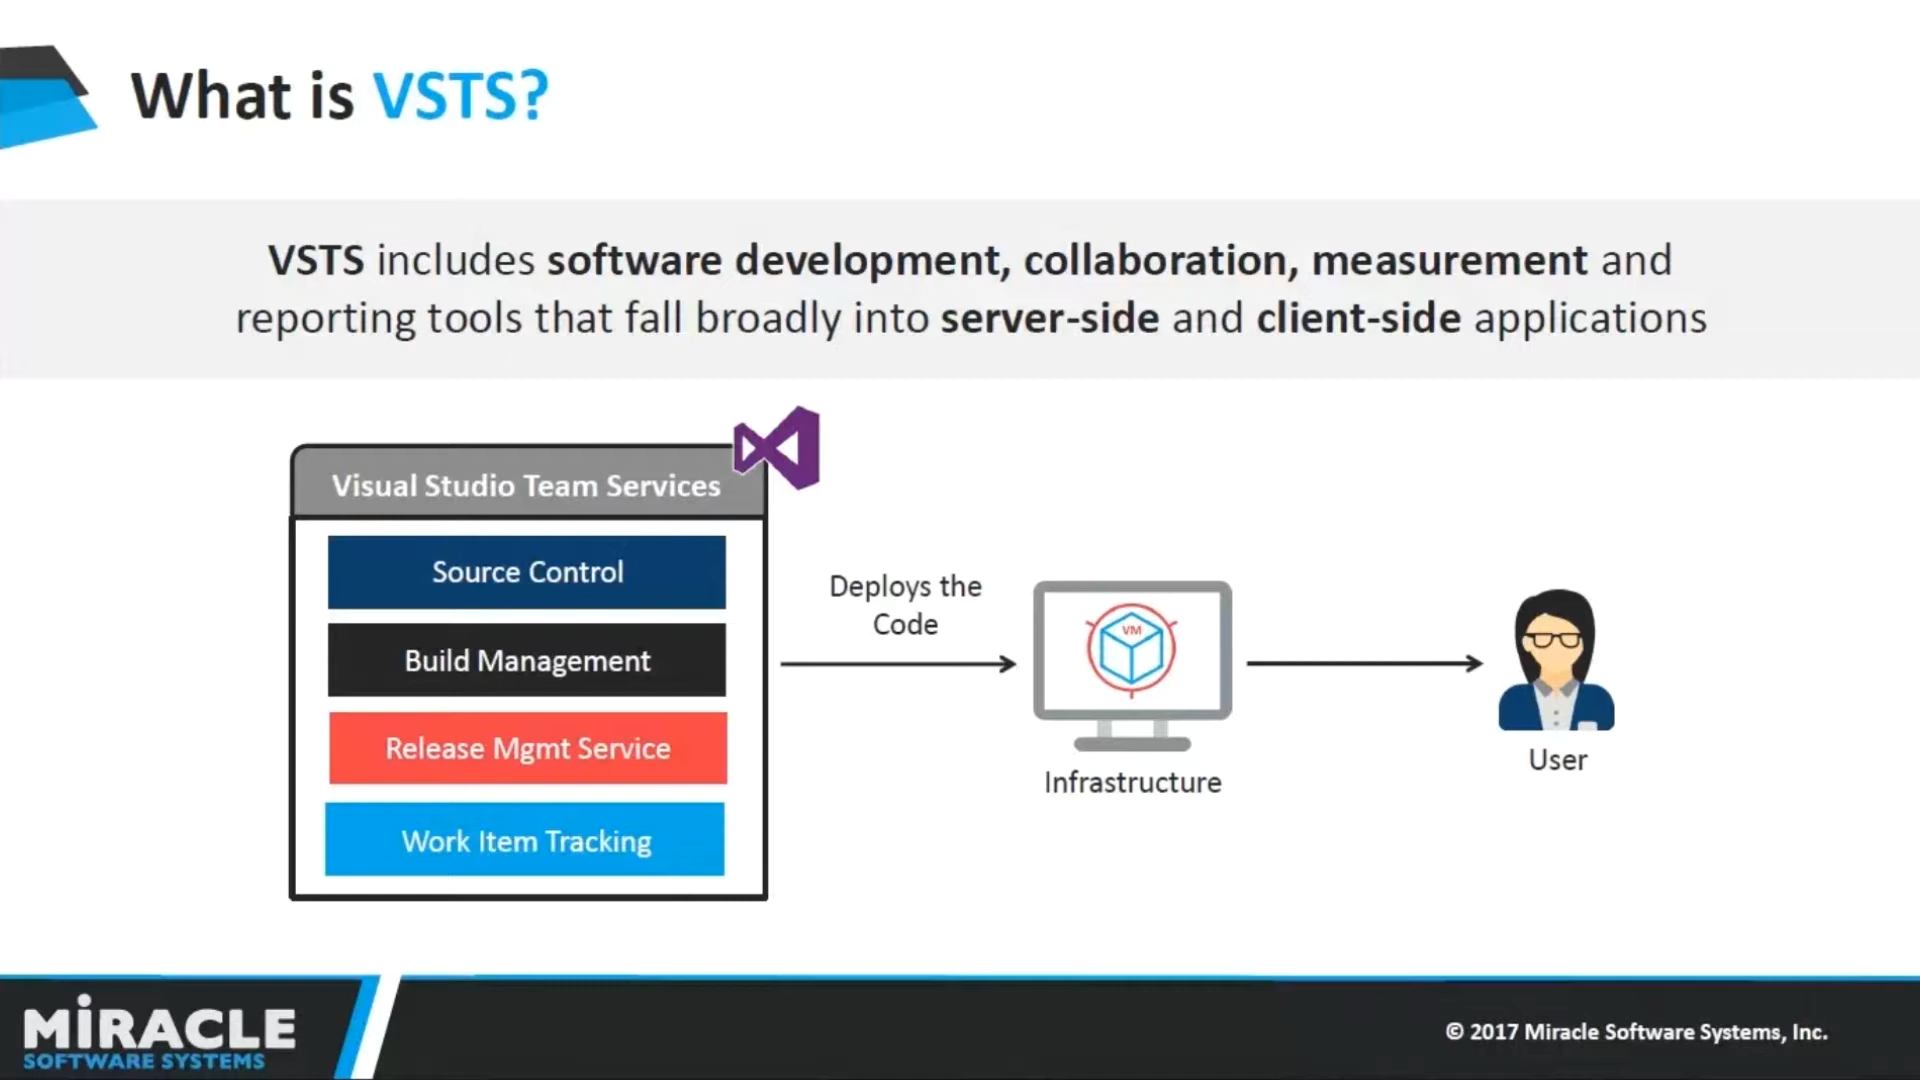 What is VSTS?
VSTS includes software development, collaboration, measurement and
reporting tools that fall broadly into server-side and client-side applications
Visual Studio Team Services
Source Control
Build Management
Release Mgmt Service
Work Item Tracking
Deploys the
Code
VM
Infrastructure
User
MiRACLE
SOFTWARE SYSTEMS
© 2017 Miracle Software Systems, Inc.